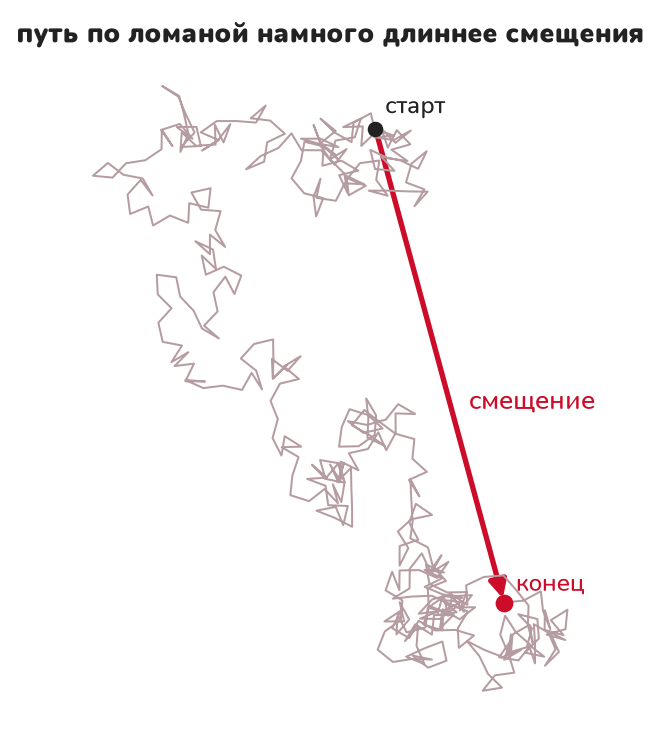 путь по ломаной намного длиннее смещения
старт
смещение
конец